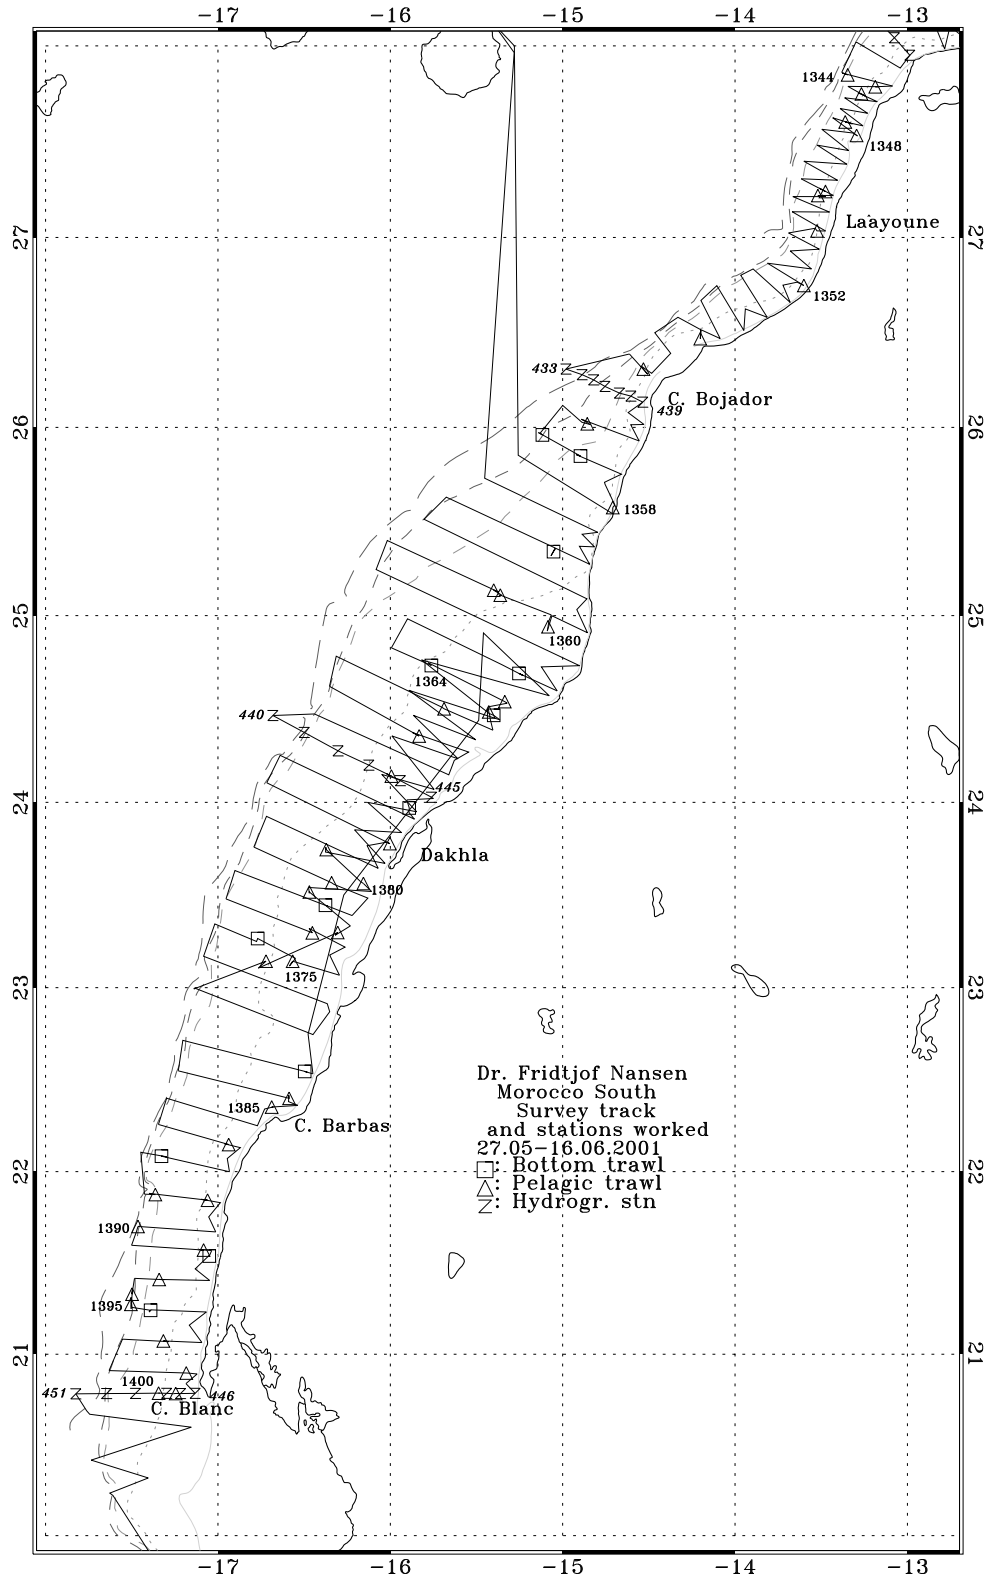 -17 -16 -15 -14 -13
1344
1348
Laayoune
27 27
1352
433
C. Bojador
439
26 26
1358
25 25
1360
1364
440
445
24 24
Dakhla
1380
1375
23 23
Dr. Fridtjof Nansen
Morocco South
Survey track
and stations worked
27.05-16.06.2001
: Bottom trawl
: Pelagic trawl
: Hydrogr. stn
1385
C. Barbas
22 22
1390
1395
21 21
1400
451
446
C. Blanc
-17 -16 -15 -14 -13